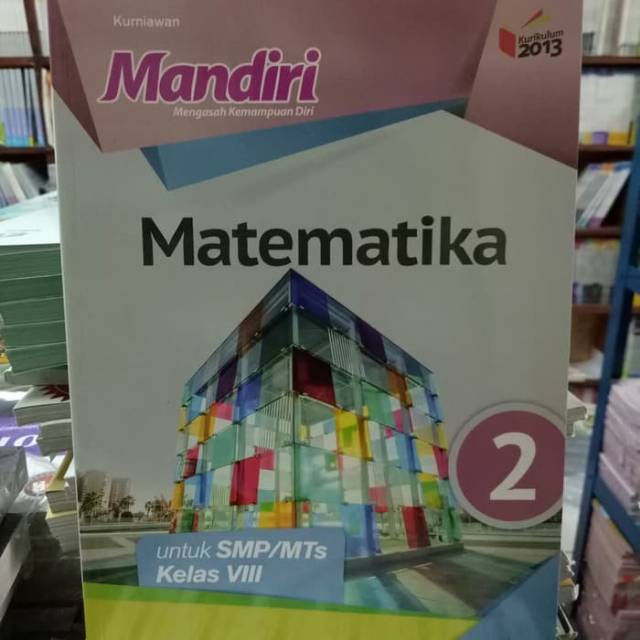 Kurniawan
Kurikulum
2013
Mandiri
Mengasah Kemampuan Diri
Matematika
2
untuk SMP/MTs
Kelas VIII